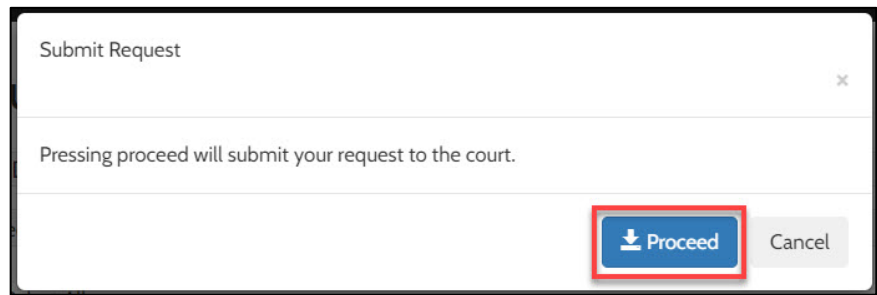 Submit Request
×
Pressing proceed will submit your request to the court.
Proceed Cancel